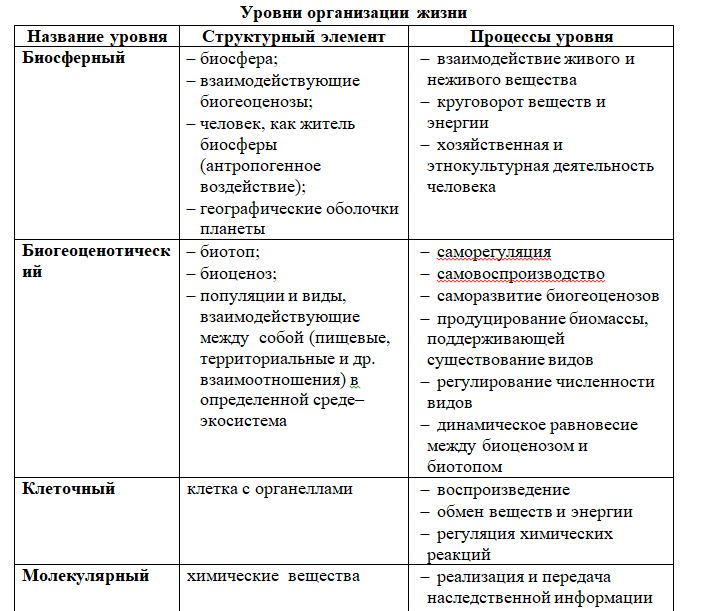 Уровни организации жизни
Название уровня
Структурный элемент
Процессы уровня
Биосферный
– биосфера;
– взаимодействующие
биогеоценозы;
– человек, как житель
биосферы
(антропогенное
воздействие);
– географические оболочки
планеты
– взаимодействие живого и
неживого вещества
– круговорот веществ и
энергии
– хозяйственная и
этнокультурная деятельность
человека
Биогеоценотическ
ий
– биотоп;
– биоценоз;
– популяции и виды,
взаимодействующие
между собой (пищевые,
территориальные и др.
взаимоотношения) в
определенной среде–
экосистема
– саморегуляция
– самовоспроизводство
– саморазвитие биогеоценозов
– продуцирование биомассы,
поддерживающей
существование видов
– регулирование численности
видов
– динамическое равновесие
между биоценозом и
биотопом
Клеточный
клетка с органеллами
– воспроизведение
– обмен веществ и энергии
– регуляция химических
реакций
Молекулярный
химические вещества
– реализация и передача
наследственной информации